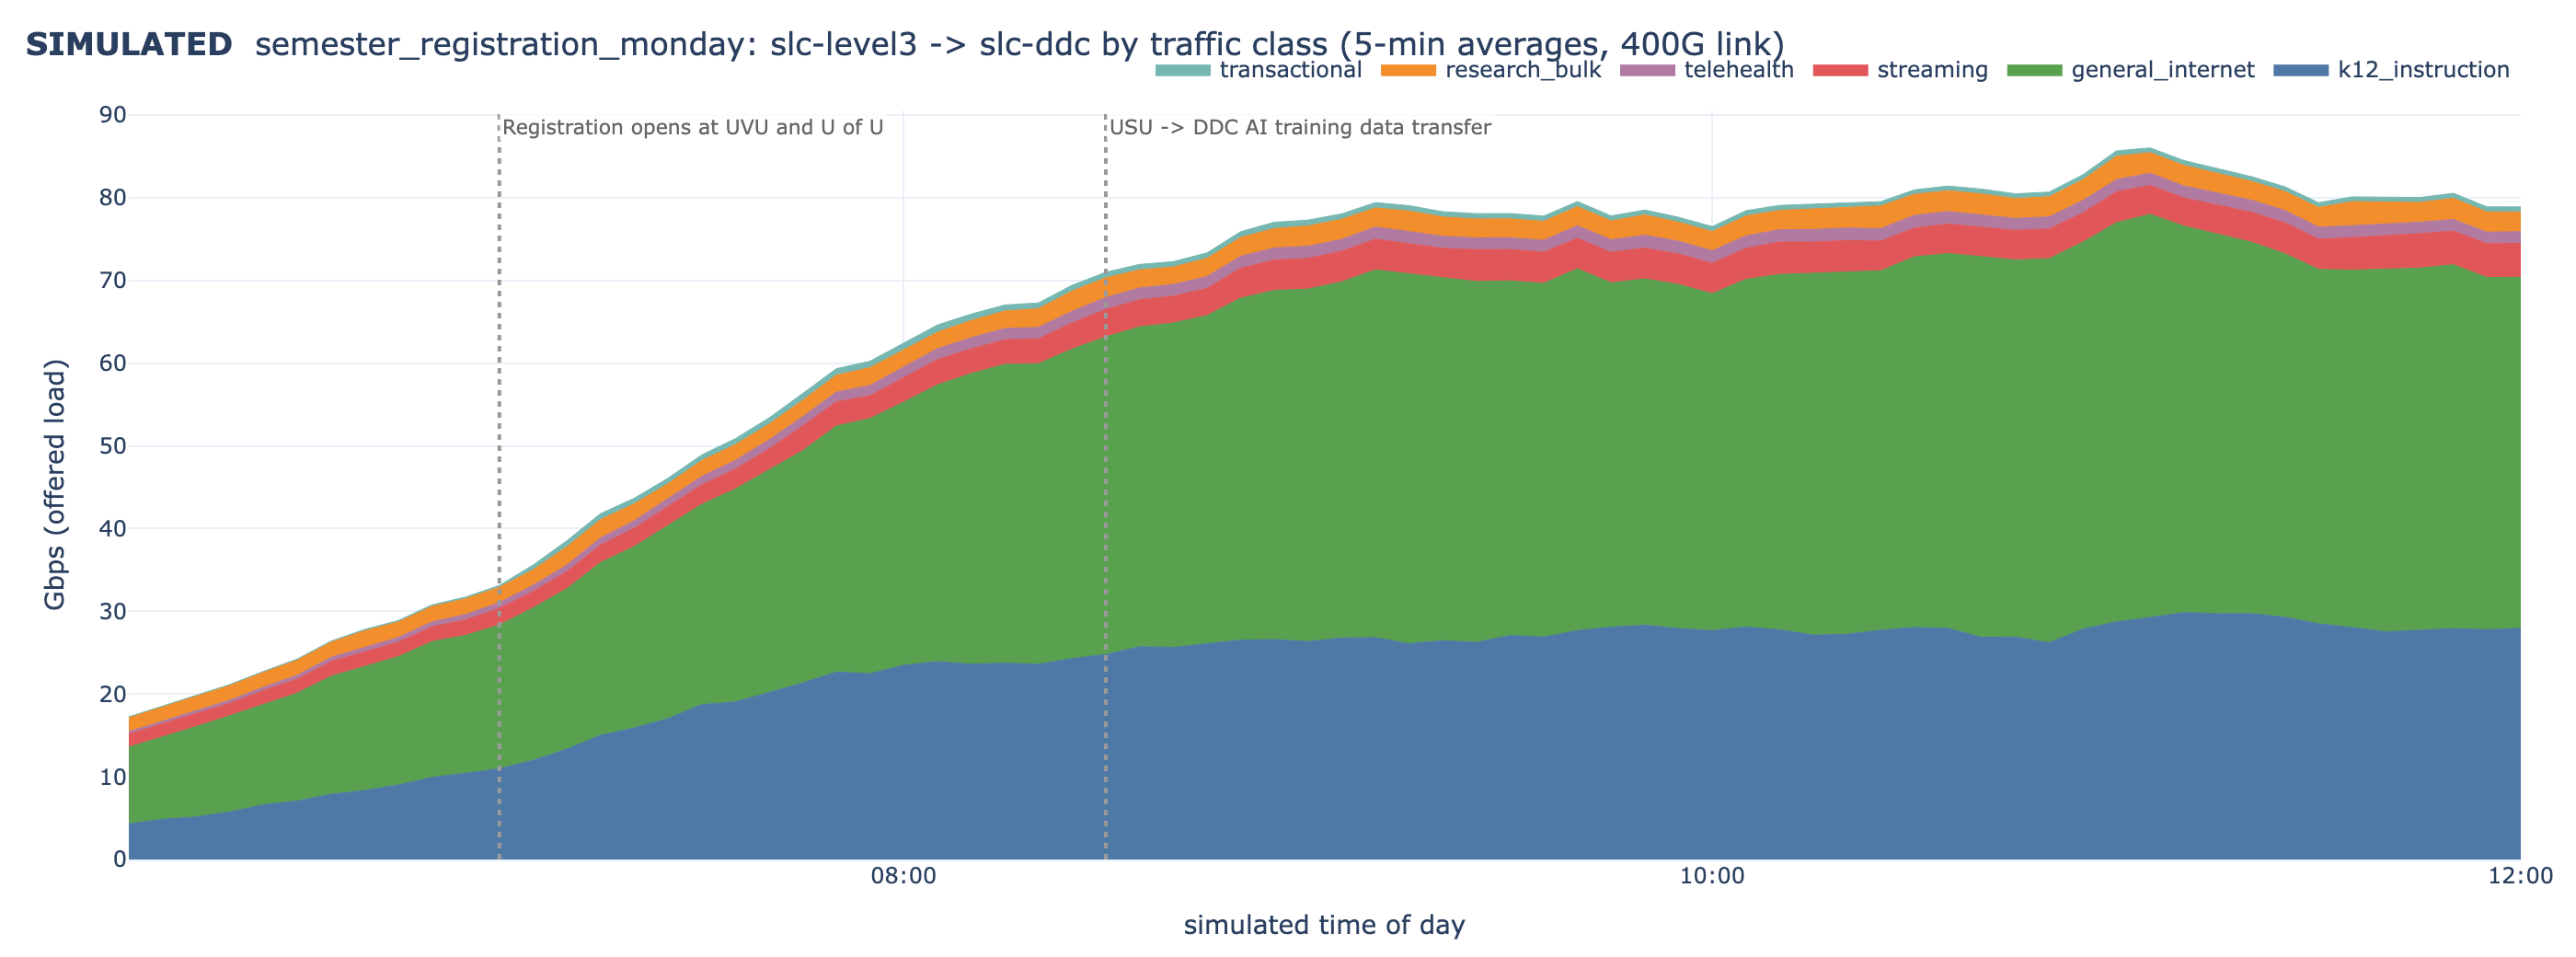 SIMULATED semester_registration_monday: slc-level3 -> slc-ddc by traffic class (5-min averages, 400G link)
transactional research_bulk telehealth streaming general_internet k12_instruction
Registration opens at UVU and U of U
USU -> DDC AI training data transfer
Gbps (offered load)
90
80
70
60
50
40
30
20
10
0
08:00 10:00 12:00
simulated time of day